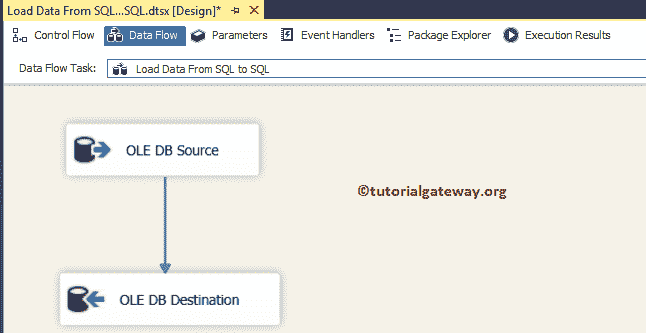 Load Data From SQL...SQL.dtsx [Design]*
Control Flow Data Flow Parameters Event Handlers Package Explorer Execution Results
Data Flow Task: Load Data From SQL to SQL
OLE DB Source
©tutorialgateway.org
OLE DB Destination